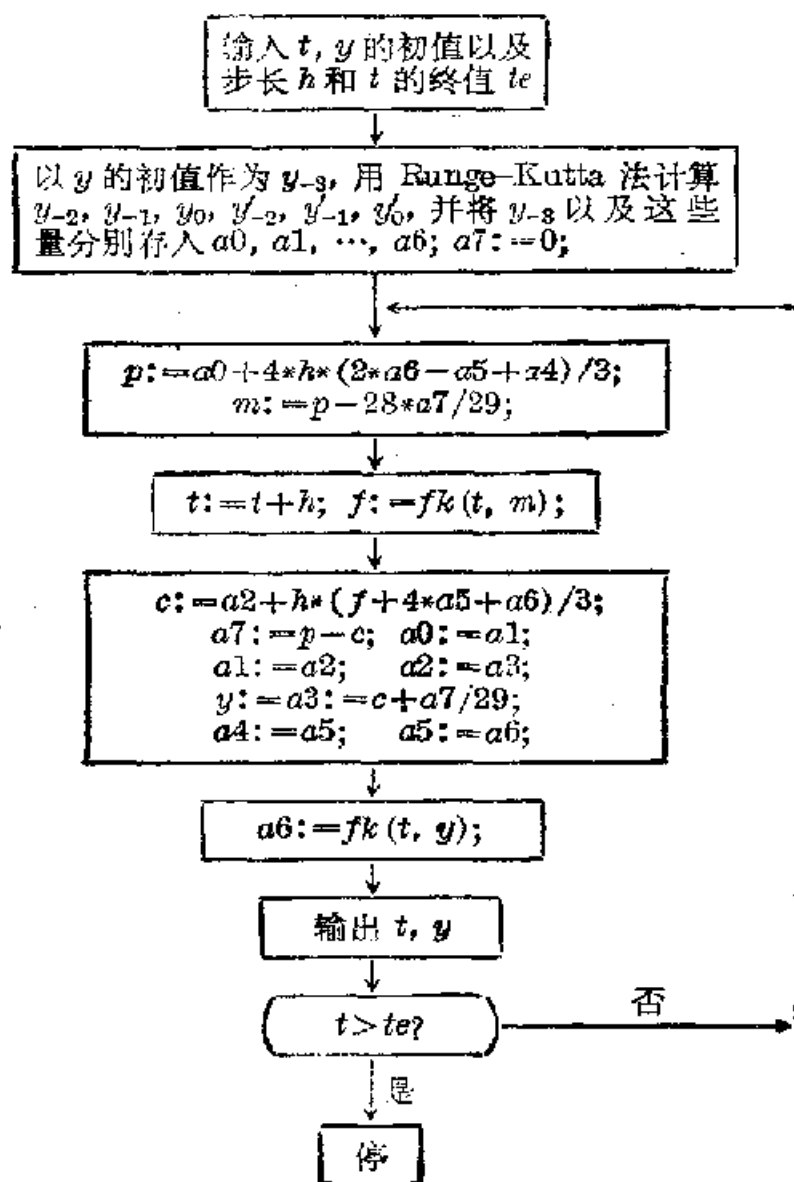 输入 t, y 的初值以及
步长 h 和 t 的终值 te
以 y 的初值作为 y₋₃, 用 Runge–Kutta 法计算
y₋₂, y₋₁, y₀, y′₋₂, y′₋₁, y′₀, 并将 y₋₃ 以及这些
量分别存入 a0, a1, ⋯, a6; a7:=0;
p:=a0+4*h*(2*a6−a5+a4)/3;
m:=p−28*a7/29;
t:=t+h; f:=fk(t, m);
c:=a2+h*(f+4*a5+a6)/3;
a7:=p−c; a0:=a1;
a1:=a2; a2:=a3;
y:=a3:=c+a7/29;
a4:=a5; a5:=a6;
a6:=fk(t, y);
输出 t, y
t>te?
否
是
停